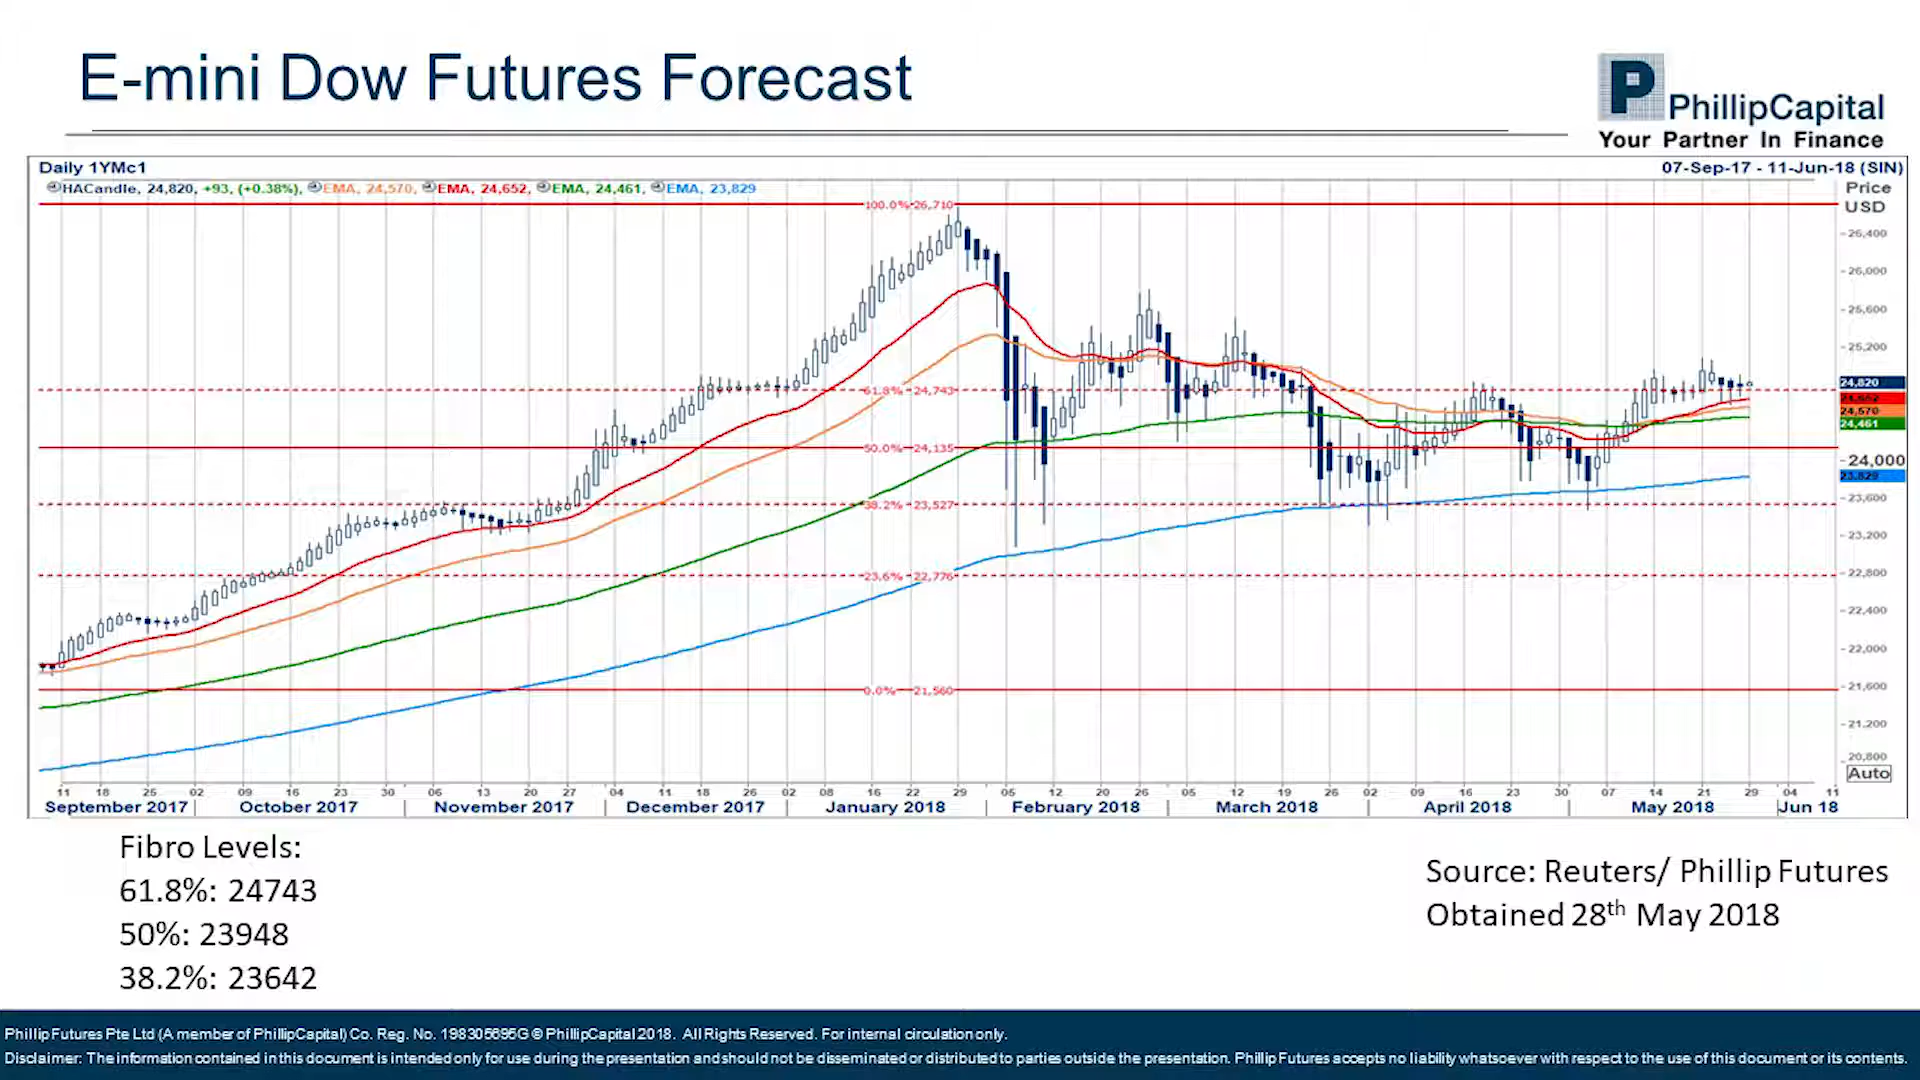 E-mini Dow Futures Forecast
P PhillipCapital
Your Partner In Finance
Daily 1YMc1
07-Sep-17 - 11-Jun-18 (SIN)
HACandle, 24,820, +93, (+0.38%), EMA, 24,570, EMA, 24,652, EMA, 24,461, EMA, 23,829
Price
USD
100.0% 26,710
26,400
26,000
25,600
25,200
24,820
61.8% 24,743
24,652
24,570
24,461
50.0% 24,135
24,000
23,829
23,600
38.2% 23,527
23,200
22,800
23.6% 22,776
22,400
22,000
0.0% 21,560
21,600
21,200
20,800
Auto
11 18 25 02 09 16 23 30 06 13 20 27 04 11 18 26 02 08 16 22 29 05 12 20 26 05 12 19 26 02 09 16 23 30 07 14 21 29 04 11
September 2017 October 2017 November 2017 December 2017 January 2018 February 2018 March 2018 April 2018 May 2018 Jun 18
Fibro Levels:
61.8%: 24743
50%: 23948
38.2%: 23642
Source: Reuters/ Phillip Futures
Obtained 28th May 2018
Phillip Futures Pte Ltd (A member of PhillipCapital) Co. Reg. No. 198305695G © PhillipCapital 2018. All Rights Reserved. For internal circulation only.
Disclaimer: The information contained in this document is intended only for use during the presentation and should not be disseminated or distributed to parties outside the presentation. Phillip Futures accepts no liability whatsoever with respect to the use of this document or its contents.